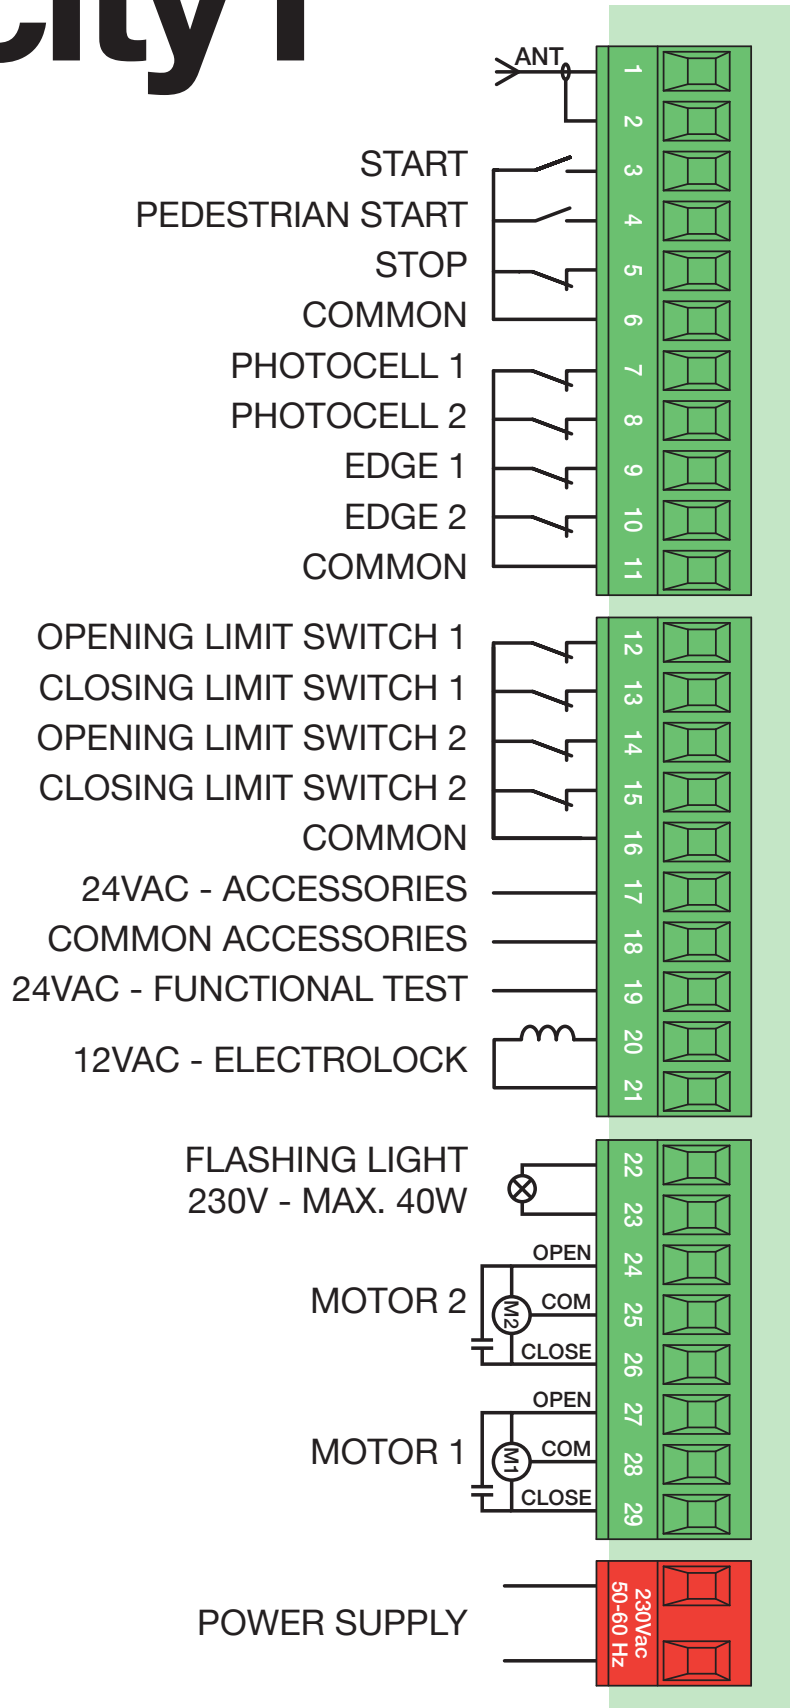 city1
ANT 1
2
START 3
PEDESTRIAN START 4
STOP 5
COMMON 6
PHOTOCELL 1 7
PHOTOCELL 2 8
EDGE 1 9
EDGE 2 10
COMMON 11
OPENING LIMIT SWITCH 1 12
CLOSING LIMIT SWITCH 1 13
OPENING LIMIT SWITCH 2 14
CLOSING LIMIT SWITCH 2 15
COMMON 16
24VAC - ACCESSORIES 17
COMMON ACCESSORIES 18
24VAC - FUNCTIONAL TEST 19
20
12VAC - ELECTROLOCK
21
FLASHING LIGHT 22
230V - MAX. 40W 23
OPEN 24
MOTOR 2 M2 COM 25
CLOSE 26
OPEN 27
MOTOR 1 M1 COM 28
CLOSE 29
POWER SUPPLY
230Vac
50-60 Hz